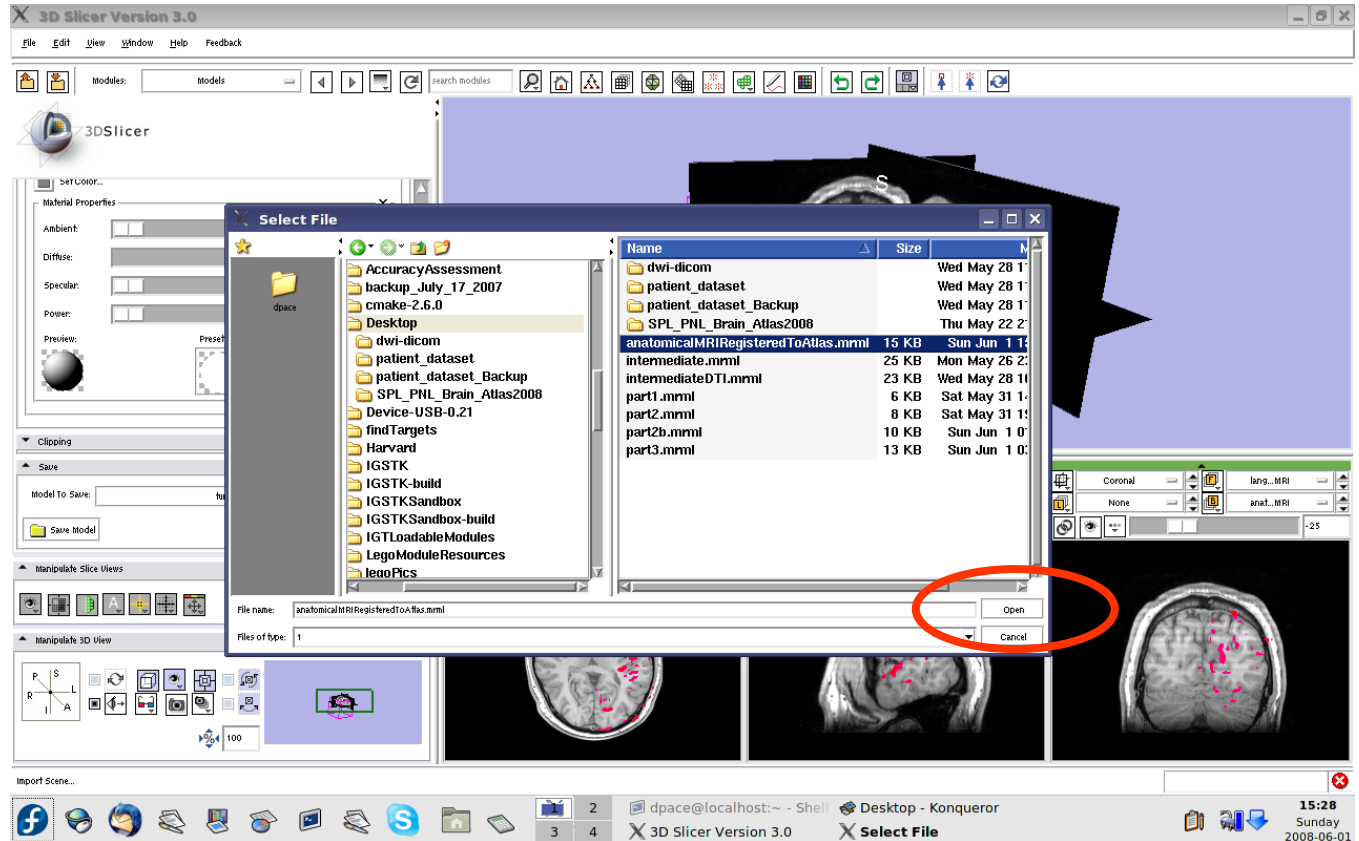 3D Slicer Version 3.0
File Edit View Window Help Feedback
Modules: Models search modules
3DSlicer
Set Color...
Material Properties
Ambient:
Diffuse:
Specular:
Power:
Preview:
Clipping
Save
Model To Save:
Save Model
Manipulate Slice Views
Manipulate 3D View
P S
R L
I A
100
S
Select File
dpace
AccuracyAssessment
backup_July_17_2007
cmake-2.6.0
Desktop
dwi-dicom
patient_dataset
patient_dataset_Backup
SPL_PNL_Brain_Atlas2008
Device-USB-0.21
findTargets
Harvard
IGSTK
IGSTK-build
IGSTKSandbox
IGSTKSandbox-build
IGTLoadableModules
LegoModuleResources
legoPics
Name Size
dwi-dicom Wed May 28
patient_dataset Wed May 28
patient_dataset_Backup Wed May 28
SPL_PNL_Brain_Atlas2008 Thu May 22
anatomicalMRIRegisteredToAtlas.mrml 15 KB Sun Jun 1
intermediate.mrml 25 KB Mon May 26
intermediateDTI.mrml 23 KB Wed May 28
part1.mrml 6 KB Sat May 31
part2.mrml 8 KB Sat May 31
part2b.mrml 10 KB Sun Jun 1
part3.mrml 13 KB Sun Jun 1
File name: anatomicalMRIRegisteredToAtlas.mrml Open
Files of type: 1 Cancel
Coronal lang...MRI
None anat...MRI
-25
Import Scene...
1 2
3 4
dpace@localhost:~ - Shell
Desktop - Konqueror
3D Slicer Version 3.0
Select File
15:28
Sunday
2008-06-01